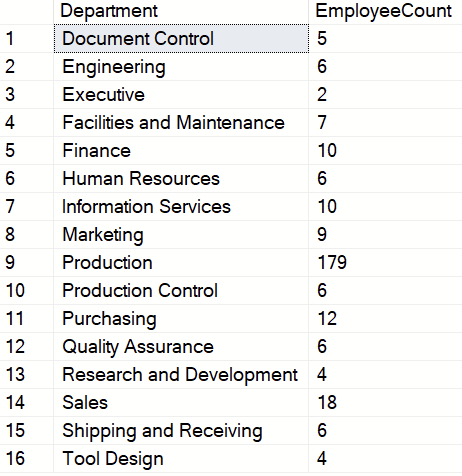 Department EmployeeCount
1 Document Control 5
2 Engineering 6
3 Executive 2
4 Facilities and Maintenance 7
5 Finance 10
6 Human Resources 6
7 Information Services 10
8 Marketing 9
9 Production 179
10 Production Control 6
11 Purchasing 12
12 Quality Assurance 6
13 Research and Development 4
14 Sales 18
15 Shipping and Receiving 6
16 Tool Design 4